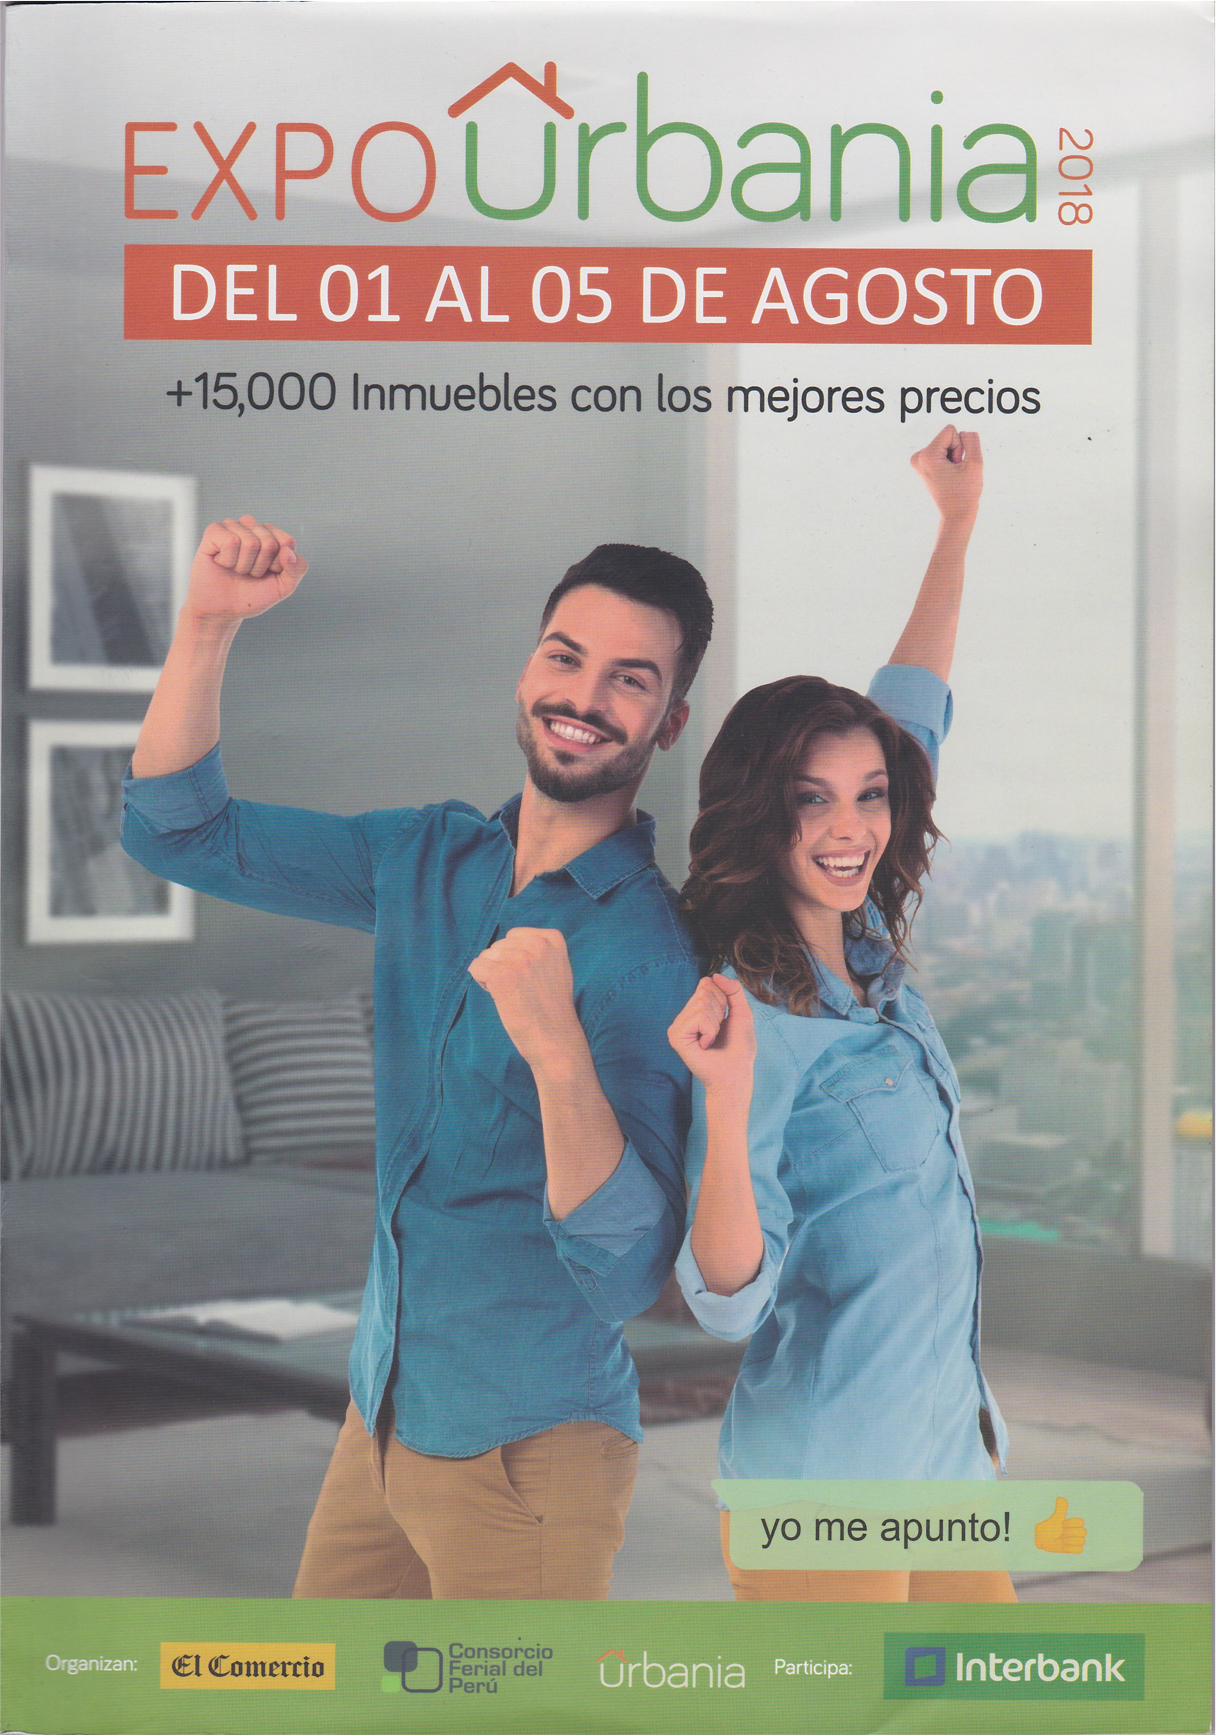 EXPO urbania 2018
DEL 01 AL 05 DE AGOSTO
+15,000 Inmuebles con los mejores precios
yo me apunto!
Organizan:
El Comercio
Consorcio
Ferial del
Perú
urbania
Participa:
Interbank